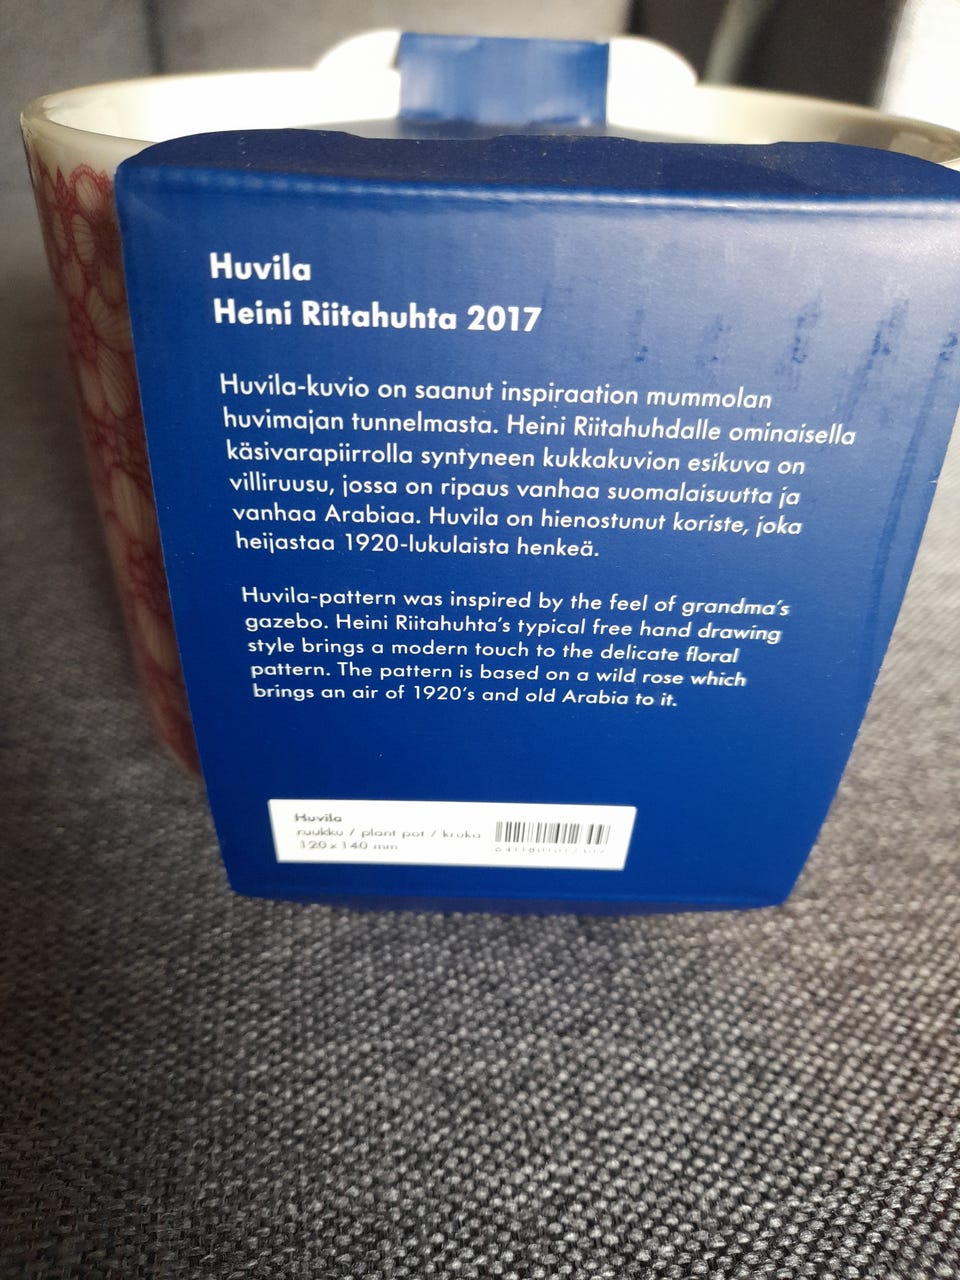 Huvila
Heini Riitahuhta 2017
Huvila-kuvio on saanut inspiraation mummolan
huvimajan tunnelmasta. Heini Riitahuhdalle ominaisella
käsivarapiirrolla syntyneen kukkakuvion esikuva on
villiruusu, jossa on ripaus vanhaa suomalaisuutta ja
vanhaa Arabiaa. Huvila on hienostunut koriste, joka
heijastaa 1920-lukulaista henkeä.
Huvila-pattern was inspired by the feel of grandma's
gazebo. Heini Riitahuhta's typical free hand drawing
style brings a modern touch to the delicate floral
pattern. The pattern is based on a wild rose which
brings an air of 1920's and old Arabia to it.
Huvila
ruukku / plant pot / kruka
120 x 140 mm